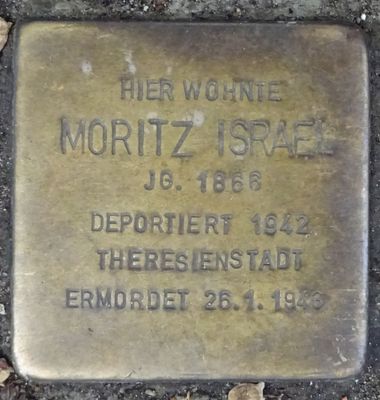 HIER WOHNTE
MORITZ ISRAEL
JG. 1866
DEPORTIERT 1942
THERESIENSTADT
ERMORDET 26.1.1943